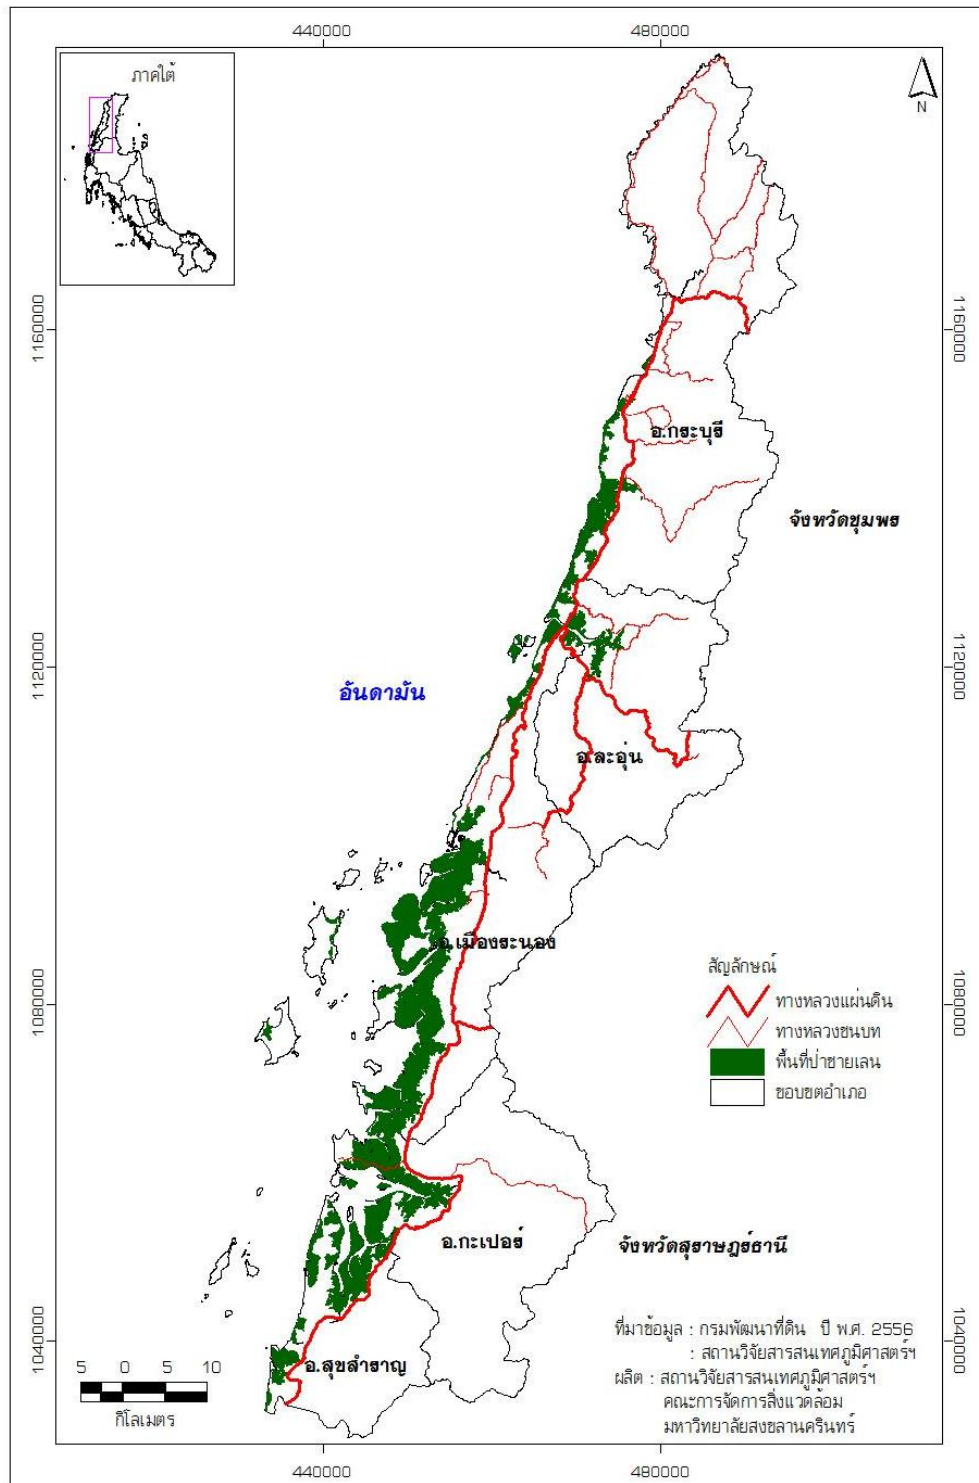 440000
480000
ภาคใต้
N
1160000
1160000
อ.กระบุรี
จังหวัดชุมพร
1120000
1120000
อันดามัน
อ.ละอุ่น
อ.เมืองระนอง
สัญลักษณ์
ทางหลวงแผ่นดิน
ทางหลวงชนบท
พื้นที่ป่าชายเลน
ขอบขตอำเภอ
1080000
1080000
อ.กะเปอร์
จังหวัดสุราษฎร์ธานี
1040000
1040000
อ.สุขสำราญ
5 0 5 10
กิโลเมตร
ที่มาข้อมูล : กรมพัฒนาที่ดิน ปี พ.ศ. 2556
: สถานวิจัยสารสนเทศภูมิศาสตร์ฯ
ผลิต : สถานวิจัยสารสนเทศภูมิศาสตร์ฯ
คณะการจัดการสิ่งแวดล้อม
มหาวิทยาลัยสงขลานครินทร์
440000
480000